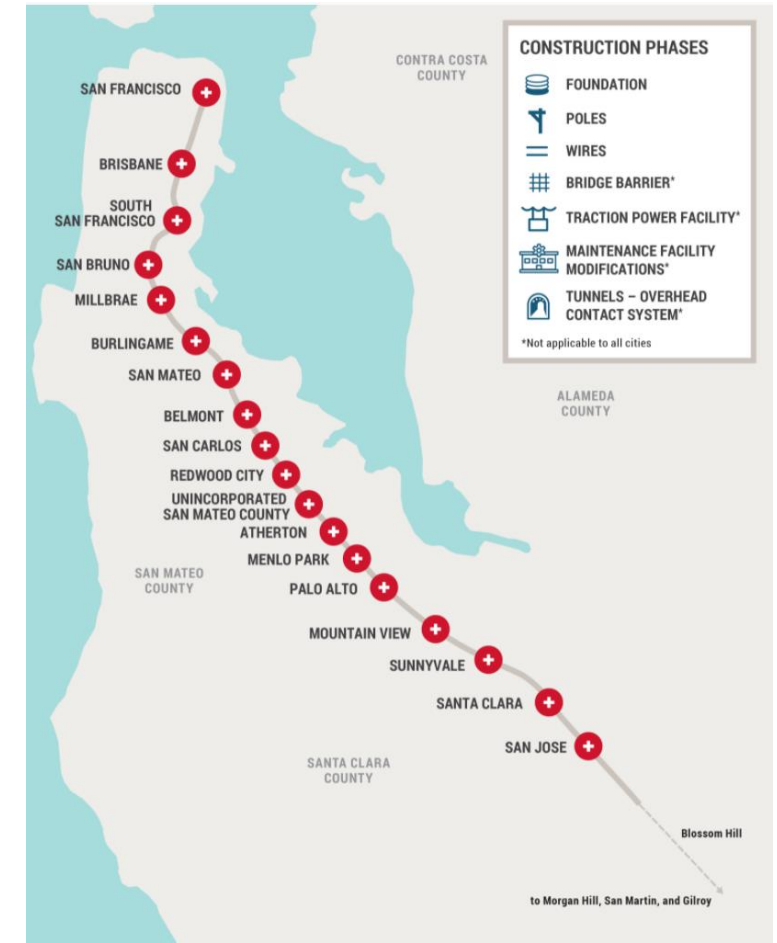 CONTRA COSTA
COUNTY
CONSTRUCTION PHASES
FOUNDATION
POLES
WIRES
BRIDGE BARRIER*
TRACTION POWER FACILITY*
MAINTENANCE FACILITY
MODIFICATIONS*
TUNNELS – OVERHEAD
CONTACT SYSTEM*
*Not applicable to all cities
SAN FRANCISCO
BRISBANE
SOUTH
SAN FRANCISCO
SAN BRUNO
MILLBRAE
BURLINGAME
SAN MATEO
BELMONT
SAN CARLOS
REDWOOD CITY
UNINCORPORATED
SAN MATEO COUNTY
ATHERTON
MENLO PARK
PALO ALTO
MOUNTAIN VIEW
SUNNYVALE
SANTA CLARA
SAN JOSE
ALAMEDA
COUNTY
SAN MATEO
COUNTY
SANTA CLARA
COUNTY
Blossom Hill
to Morgan Hill, San Martin, and Gilroy